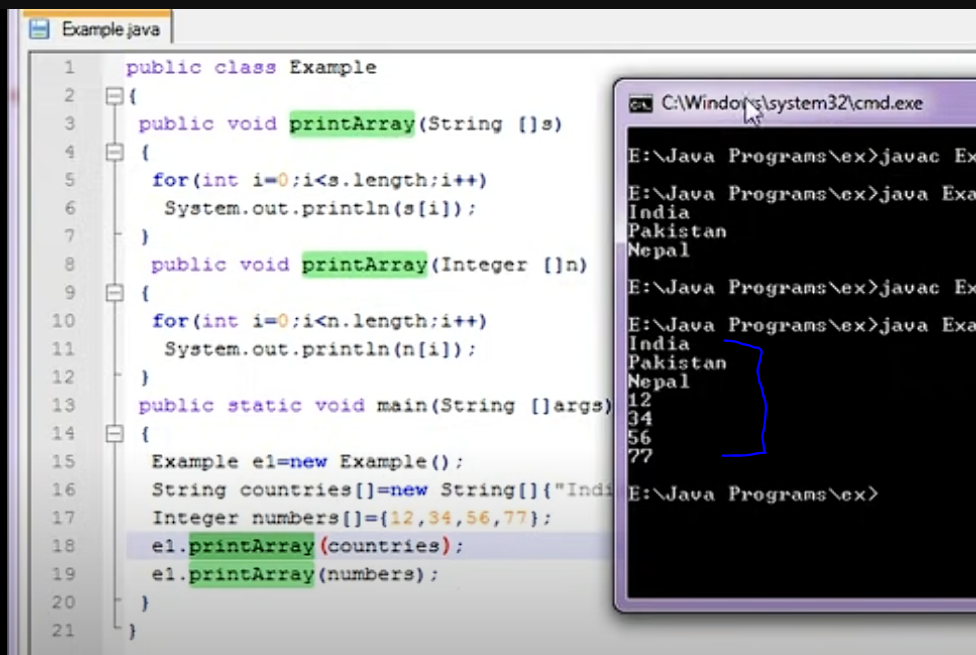 Example.java
1 public class Example
2 {
3 public void printArray(String []s)
4 {
5 for(int i=0;i<s.length;i++)
6 System.out.println(s[i]);
7 }
8 public void printArray(Integer []n)
9 {
10 for(int i=0;i<n.length;i++)
11 System.out.println(n[i]);
12 }
13 public static void main(String []args)
14 {
15 Example e1=new Example();
16 String countries[]=new String[]{"Indi
17 Integer numbers[]={12,34,56,77};
18 e1.printArray(countries);
19 e1.printArray(numbers);
20 }
21 }
C:\Windows\system32\cmd.exe
E:\Java Programs\ex>javac Ex
E:\Java Programs\ex>java Exa
India
Pakistan
Nepal
E:\Java Programs\ex>javac Ex
E:\Java Programs\ex>java Exa
India
Pakistan
Nepal
12
34
56
77
E:\Java Programs\ex>